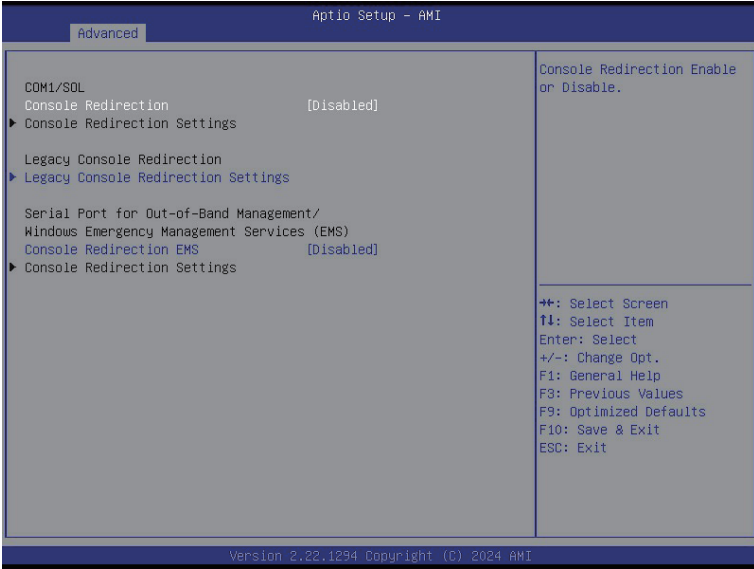 Aptio Setup – AMI
Advanced
COM1/SOL
Console Redirection [Disabled]
▶ Console Redirection Settings
Legacy Console Redirection
▶ Legacy Console Redirection Settings
Serial Port for Out-of-Band Management/
Windows Emergency Management Services (EMS)
Console Redirection EMS [Disabled]
▶ Console Redirection Settings
Console Redirection Enable
or Disable.
→←: Select Screen
↑↓: Select Item
Enter: Select
+/-: Change Opt.
F1: General Help
F3: Previous Values
F9: Optimized Defaults
F10: Save & Exit
ESC: Exit
Version 2.22.1294 Copyright (C) 2024 AMI